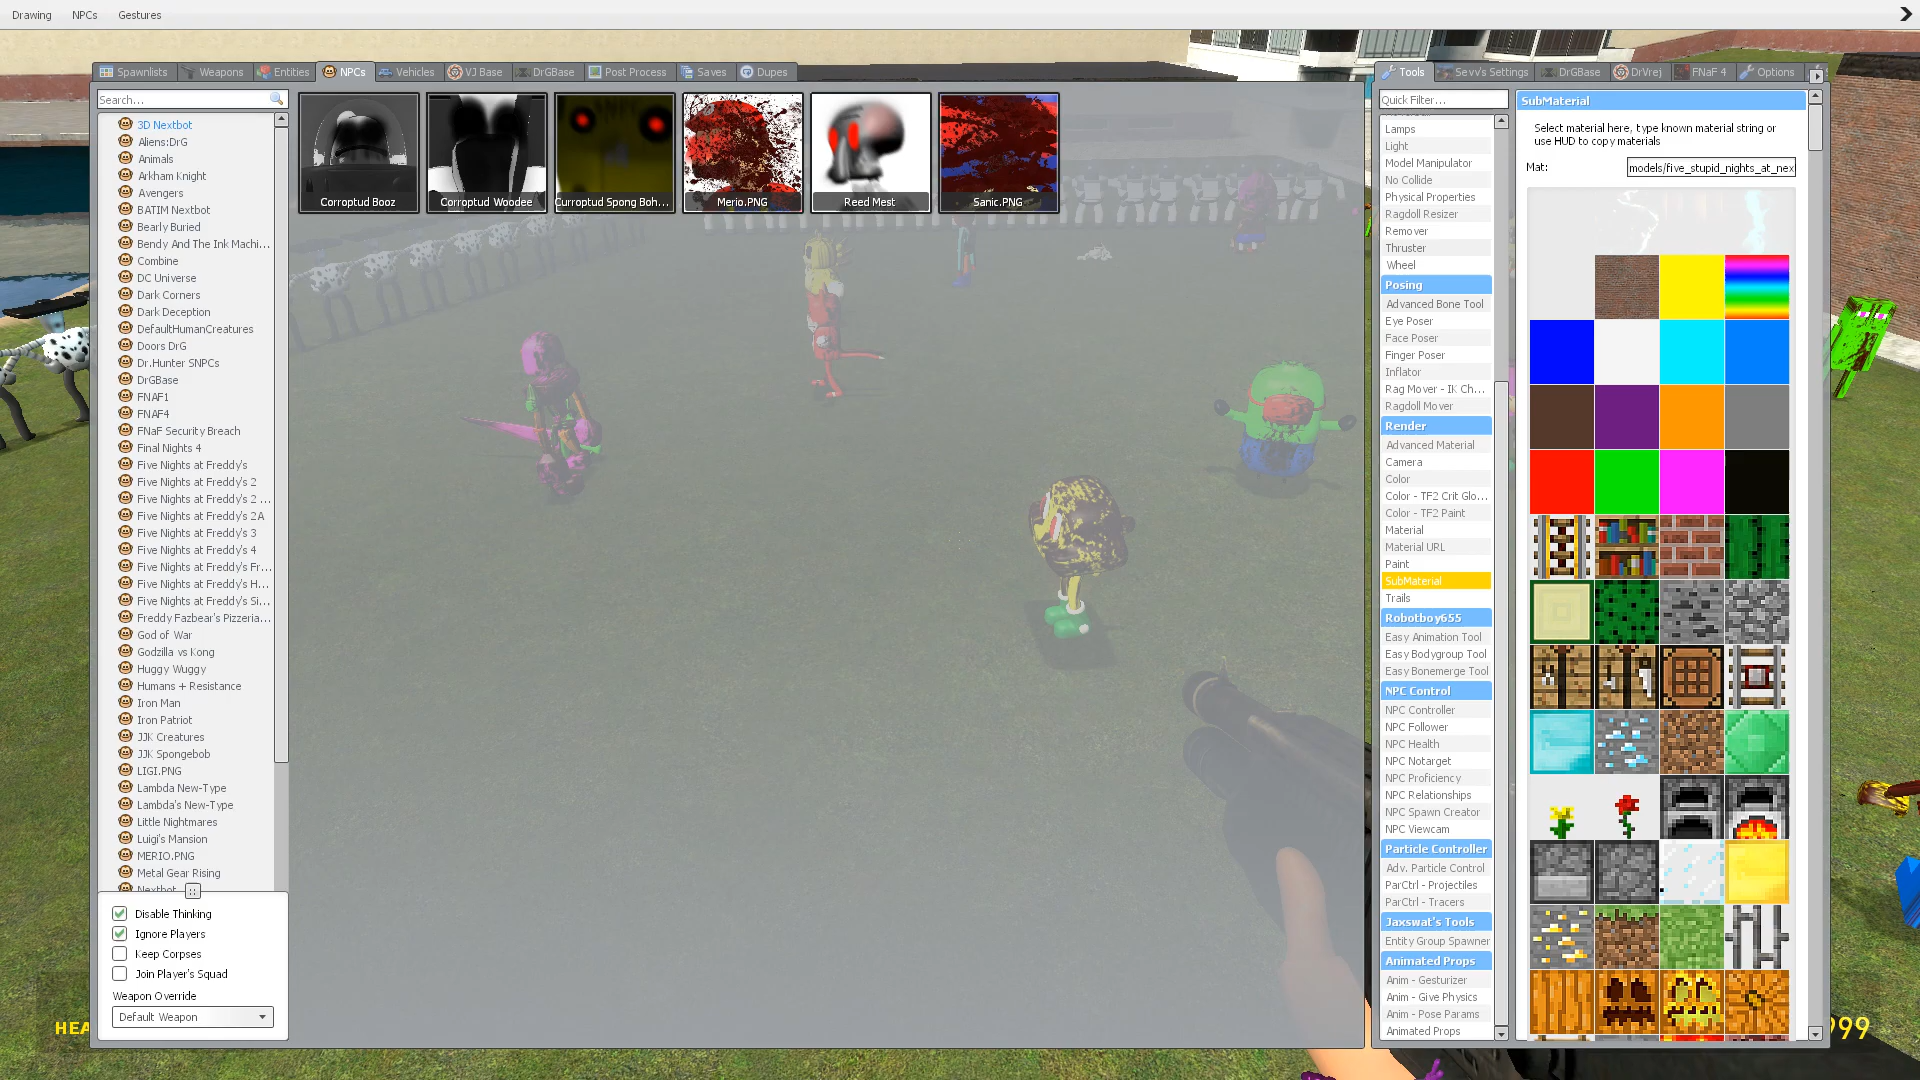 Drawing NPCs Gestures
Spawnlists Weapons Entities NPCs Vehicles VJ Base DrGBase Post Process Saves Dupes
Search...
3D Nextbot
Aliens:DrG
Animals
Arkham Knight
Avengers
BATIM Nextbot
Bearly Buried
Bendy And The Ink Machi...
Combine
DC Universe
Dark Corners
Dark Deception
DefaultHumanCreatures
Doors DrG
Dr.Hunter SNPCs
DrGBase
FNAF1
FNAF4
FNaF Security Breach
Final Nights 4
Five Nights at Freddy's
Five Nights at Freddy's 2
Five Nights at Freddy's 2 ...
Five Nights at Freddy's 2A
Five Nights at Freddy's 3
Five Nights at Freddy's 4
Five Nights at Freddy's Fr...
Five Nights at Freddy's H...
Five Nights at Freddy's Si...
Freddy Fazbear's Pizzeria...
God of War
Godzilla vs Kong
Huggy Wuggy
Humans + Resistance
Iron Man
Iron Patriot
JJK Creatures
JJK Spongebob
LIGI.PNG
Lambda New-Type
Lambda's New-Type
Little Nightmares
Luigi's Mansion
MERIO.PNG
Metal Gear Rising
Nextbot
Disable Thinking
Ignore Players
Keep Corpses
Join Player's Squad
Weapon Override
Default Weapon
HEA
Corroptud Booz
Corroptud Woodee
Curroptud Spong Boh...
Merio.PNG
Reed Mest
Sanic.PNG
Tools Sevv's Settings DrGBase DrVrej FNaF 4 Options
Quick Filter...
Lamps
Light
Model Manipulator
No Collide
Physical Properties
Ragdoll Resizer
Remover
Thruster
Wheel
Posing
Advanced Bone Tool
Eye Poser
Face Poser
Finger Poser
Inflator
Rag Mover - IK Ch...
Ragdoll Mover
Render
Advanced Material
Camera
Color
Color - TF2 Crit Glo...
Color - TF2 Paint
Material
Material URL
Paint
SubMaterial
Trails
Robotboy655
Easy Animation Tool
Easy Bodygroup Tool
Easy Bonemerge Tool
NPC Control
NPC Controller
NPC Follower
NPC Health
NPC Notarget
NPC Proficiency
NPC Relationships
NPC Spawn Creator
NPC Viewcam
Particle Controller
Adv. Particle Control
ParCtrl - Projectiles
ParCtrl - Tracers
Jaxswat's Tools
Entity Group Spawner
Animated Props
Anim - Gesturizer
Anim - Give Physics
Anim - Pose Params
Animated Props
SubMaterial
Select material here, type known material string or
use HUD to copy materials
Mat: models/five_stupid_nights_at_nex
999